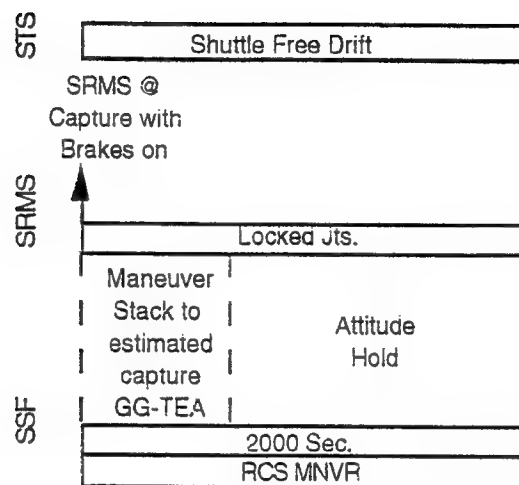 STS
Shuttle Free Drift
SRMS @
Capture with
Brakes on
SRMS
Locked Jts.
Maneuver
Stack to
estimated
capture
GG-TEA
Attitude
Hold
SSF
2000 Sec.
RCS MNVR